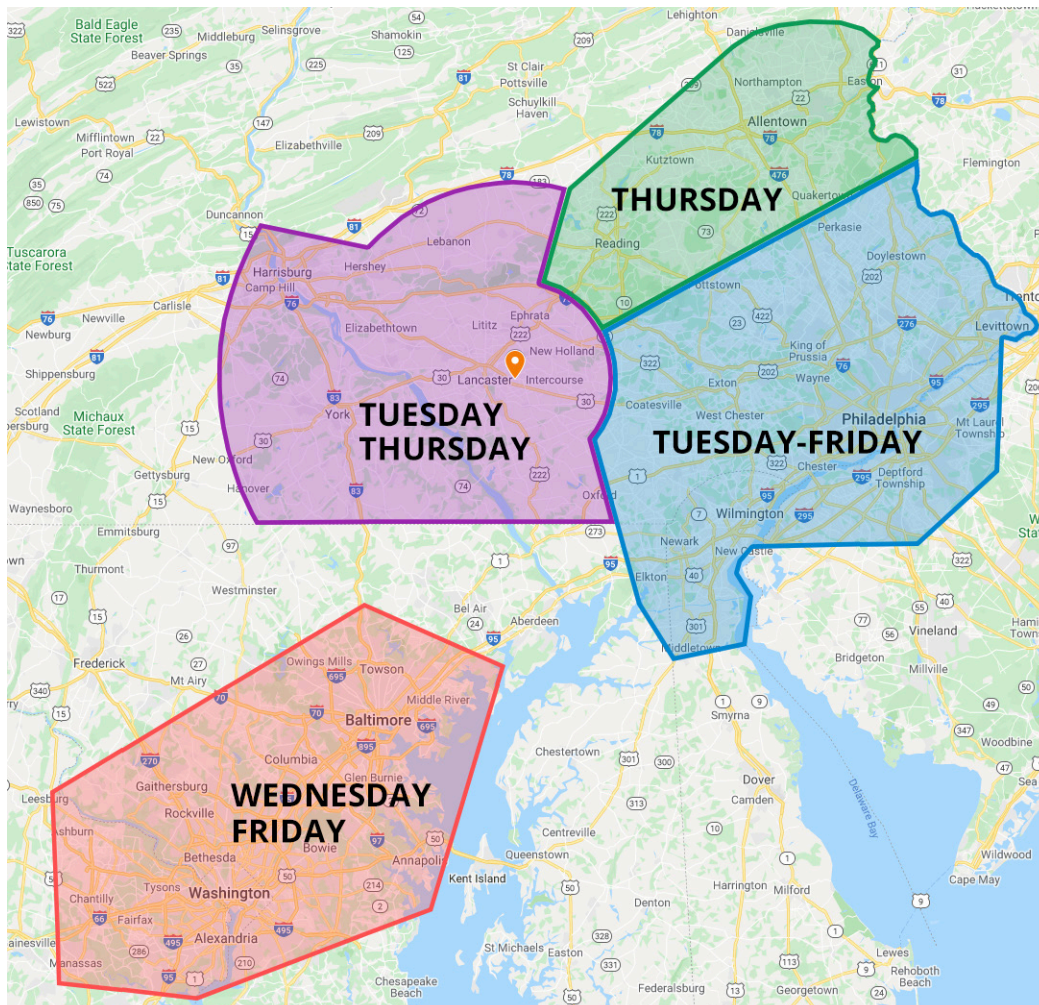 Bald Eagle
State Forest
Middleburg
Selinsgrove
Shamokin
Lehighton
Danielsville
Beaver Springs
St Clair
Pottsville
Northampton
Easton
Schuylkill
Haven
Allentown
Lewistown
Mifflintown
Port Royal
Elizabethville
Kutztown
Flemington
Quakertown
THURSDAY
Duncannon
Lebanon
Reading
Perkasie
Tuscarora
State Forest
Harrisburg
Camp Hill
Hershey
Doylestown
Carlisle
Newville
Newburg
Elizabethtown
Lititz
Ephrata
New Holland
Levittown
King of
Prussia
Wayne
Exton
Shippensburg
Lancaster
Intercourse
Coatesville
West Chester
Philadelphia
Mt Laurel
Township
Scotland
Michaux
State Forest
York
TUESDAY
THURSDAY
TUESDAY-FRIDAY
New Oxford
Gettysburg
Hanover
Chester
Deptford
Township
Oxford
Waynesboro
Emmitsburg
Wilmington
Newark
New Castle
Elkton
Thurmont
Westminster
Bel Air
Aberdeen
Middletown
Vineland
Frederick
Mt Airy
Owings Mills
Towson
Bridgeton
Millville
Middle River
Baltimore
Smyrna
Woodbine
Columbia
Chestertown
Gaithersburg
Glen Burnie
Dover
Camden
Leesburg
Rockville
WEDNESDAY
FRIDAY
Delaware Bay
Ashburn
Bethesda
Bowie
Annapolis
Centreville
Queenstown
Wildwood
Cape May
Tysons
Washington
Kent Island
Chantilly
Harrington
Milford
Fairfax
Denton
Alexandria
St Michaels
Easton
Lewes
Manassas
Chesapeake
Beach
Federalsburg
Georgetown
Rehoboth
Beach